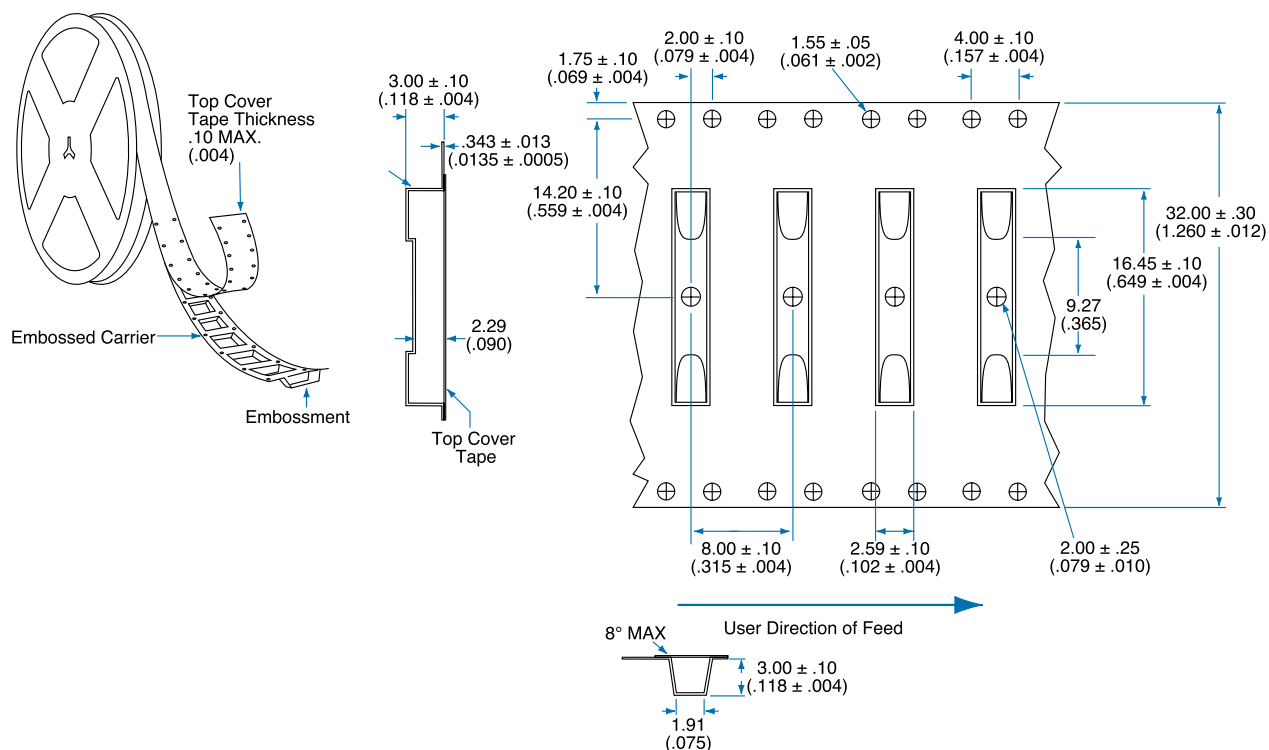 Top Cover
Tape Thickness
.10 MAX.
(.004)
Embossed Carrier
Embossment
3.00 ± .10
(.118 ± .004)
.343 ± .013
(.0135 ± .0005)
2.29
(.090)
Top Cover
Tape
1.75 ± .10
(.069 ± .004)
2.00 ± .10
(.079 ± .004)
1.55 ± .05
(.061 ± .002)
4.00 ± .10
(.157 ± .004)
14.20 ± .10
(.559 ± .004)
32.00 ± .30
(1.260 ± .012)
16.45 ± .10
(.649 ± .004)
9.27
(.365)
8.00 ± .10
(.315 ± .004)
2.59 ± .10
(.102 ± .004)
2.00 ± .25
(.079 ± .010)
User Direction of Feed
8° MAX
3.00 ± .10
(.118 ± .004)
1.91
(.075)